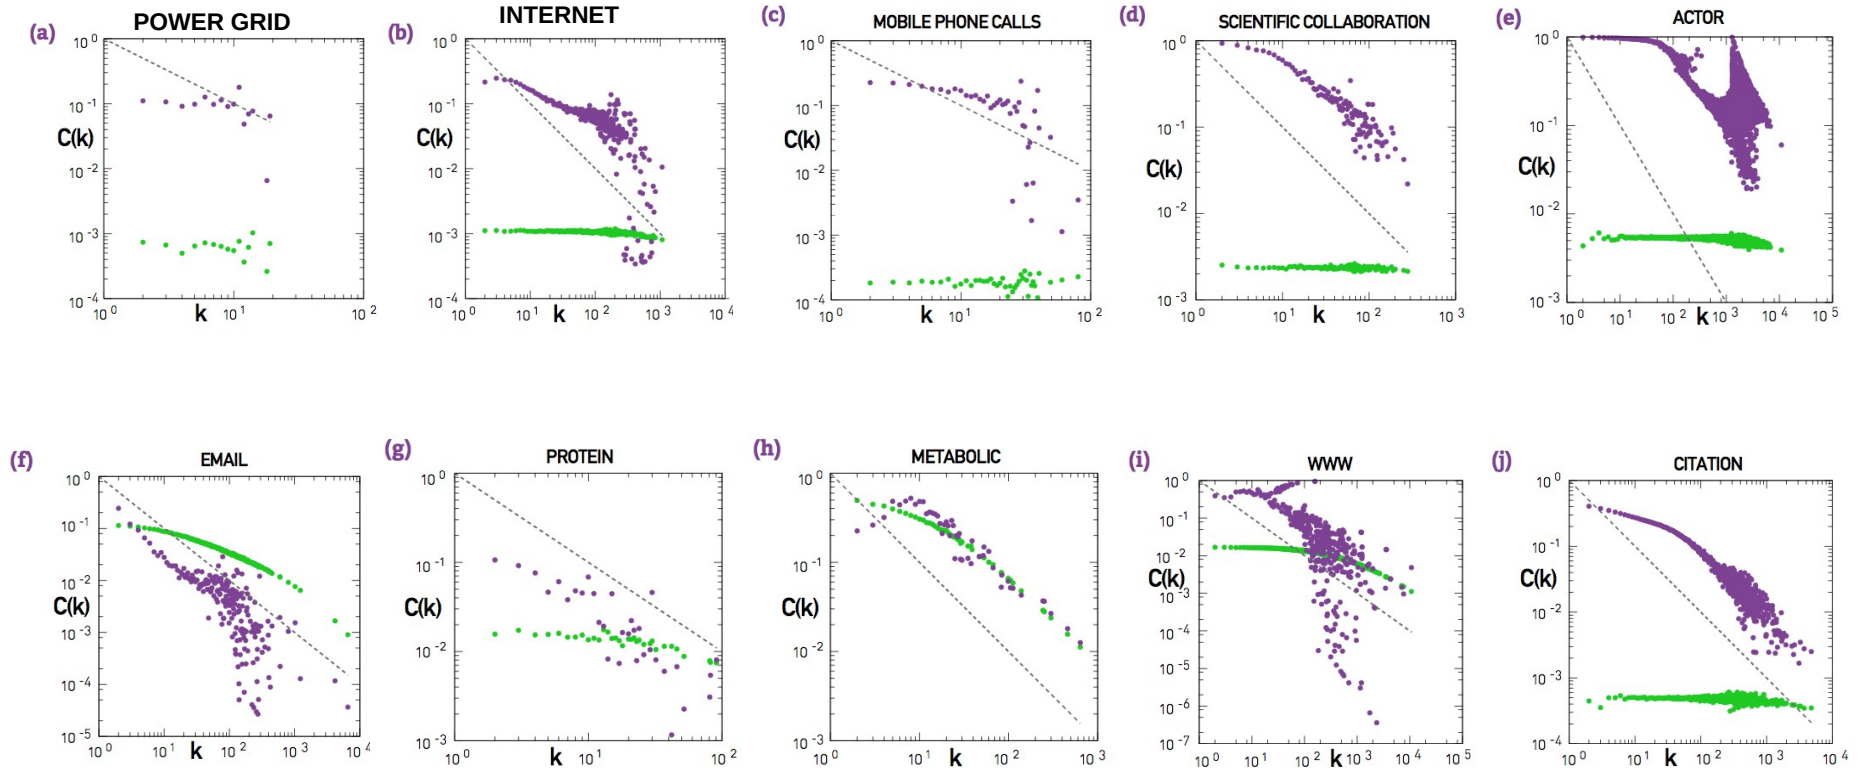 (a) POWER GRID
10^0
10^-1
C(k)
10^-2
10^-3
10^-4
10^0 k 10^1 10^2
(b) INTERNET
10^0
10^-1
C(k)
10^-2
10^-3
10^-4
10^0 10^1 k 10^2 10^3 10^4
(c) MOBILE PHONE CALLS
10^0
10^-1
C(k)
10^-2
10^-3
10^-4
10^0 k 10^1 10^2
(d) SCIENTIFIC COLLABORATION
10^0
10^-1
C(k)
10^-2
10^-3
10^0 10^1 k 10^2 10^3
(e) ACTOR
10^0
10^-1
C(k)
10^-2
10^-3
10^0 10^1 10^2 k 10^3 10^4 10^5
(f) EMAIL
10^0
10^-1
10^-2
C(k)
10^-3
10^-4
10^-5
10^0 10^1 k 10^2 10^3 10^4
(g) PROTEIN
10^0
10^-1
C(k)
10^-2
10^-3
10^0 k 10^1 10^2
(h) METABOLIC
10^0
10^-1
C(k)
10^-2
10^-3
10^0 10^1 k 10^2 10^3
(i) WWW
10^0
10^-1
10^-2
C(k)
10^-3
10^-4
10^-5
10^-6
10^-7
10^0 10^1 10^2 k 10^3 10^4 10^5
(j) CITATION
10^0
10^-1
C(k)
10^-2
10^-3
10^-4
10^0 10^1 k 10^2 10^3 10^4